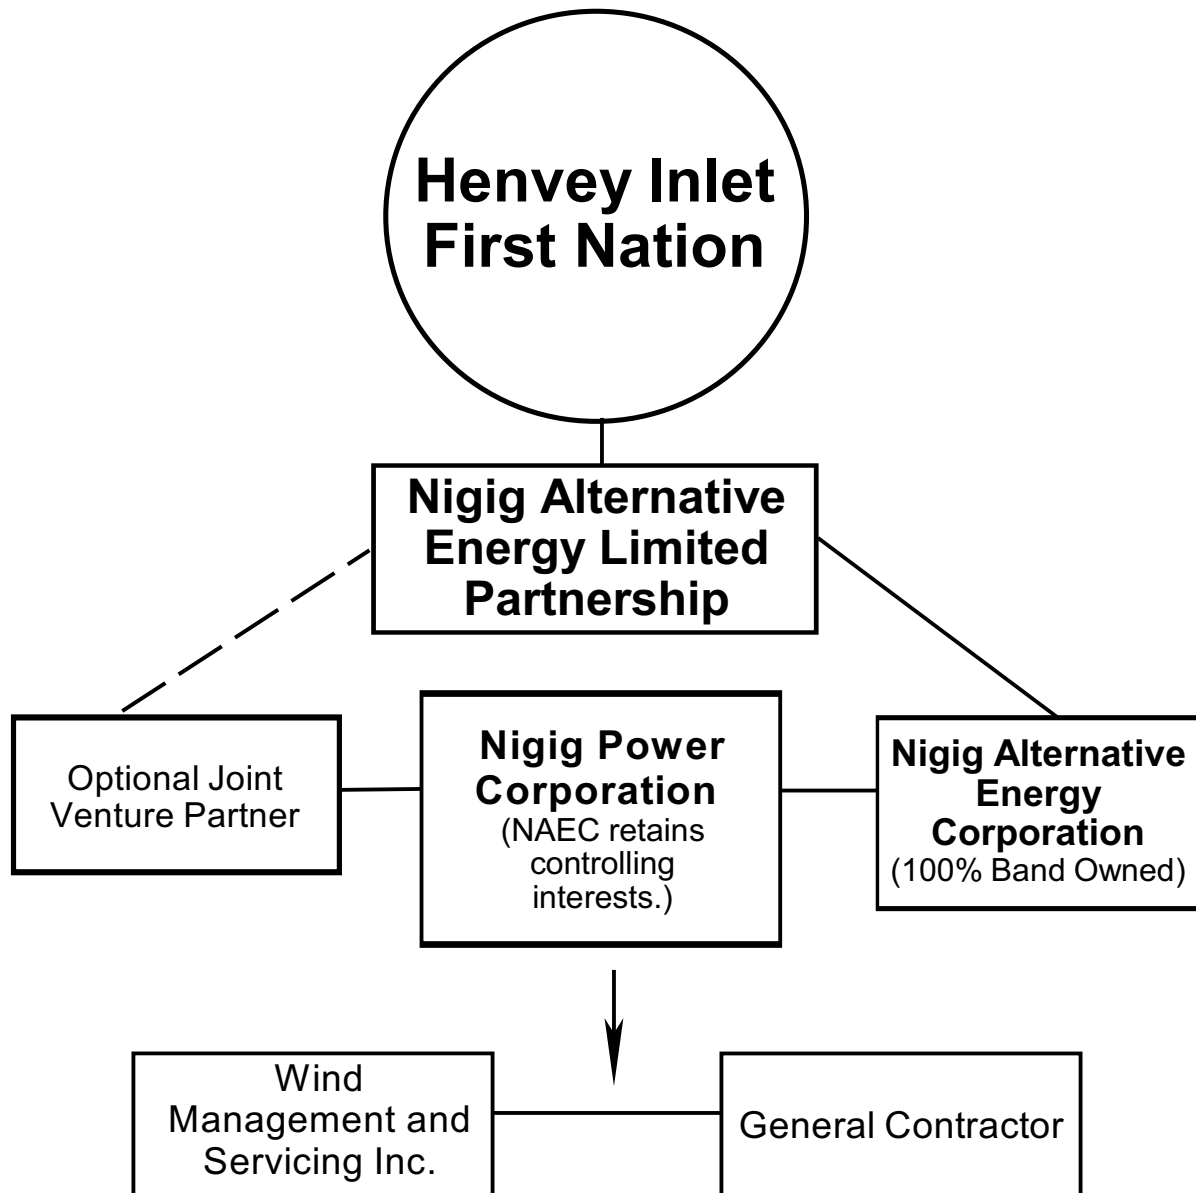 Henvey Inlet
First Nation
Nigig Alternative
Energy Limited
Partnership
Optional Joint
Venture Partner
Nigig Power
Corporation
(NAEC retains
controlling
interests.)
Nigig Alternative
Energy
Corporation
(100% Band Owned)
Wind
Management and
Servicing Inc.
General Contractor